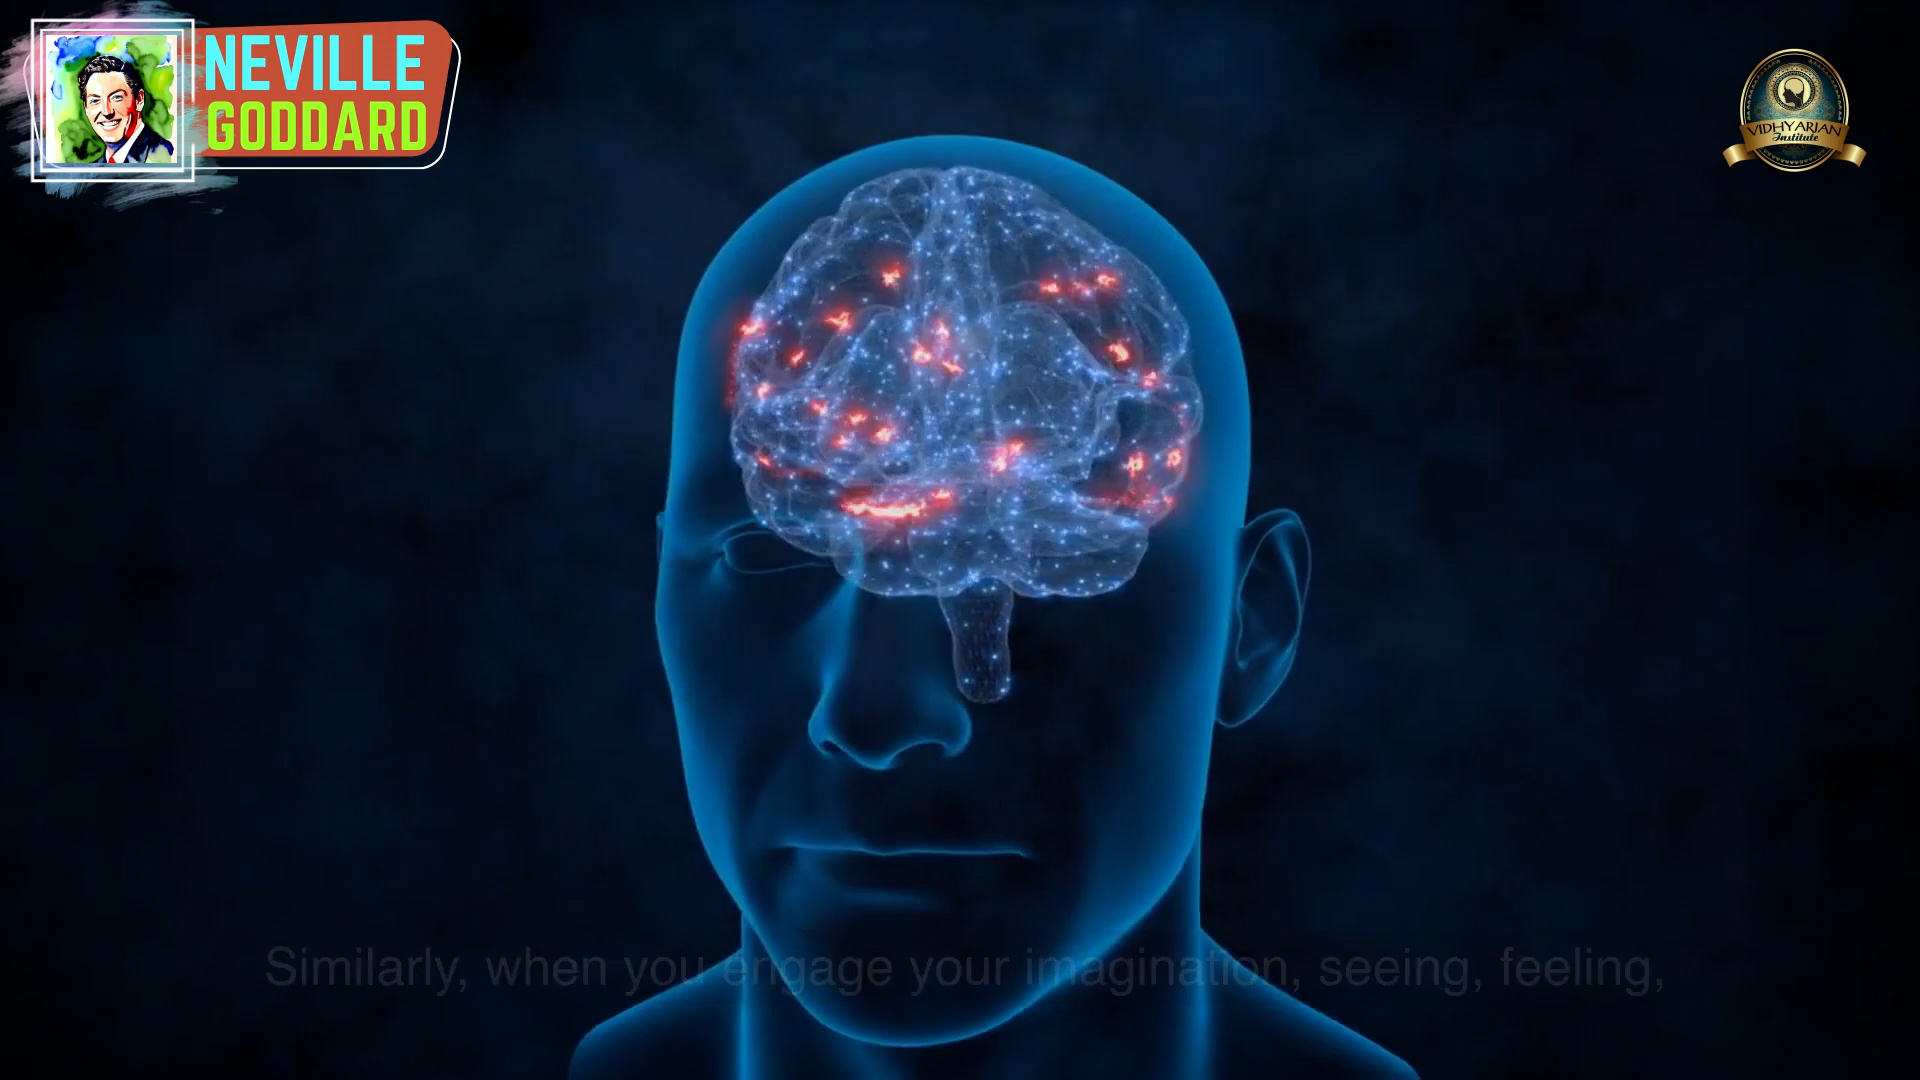 NEVILLE
GODDARD
VIDHYARJAN
Institute
Similarly, when you engage your imagination, seeing, feeling,